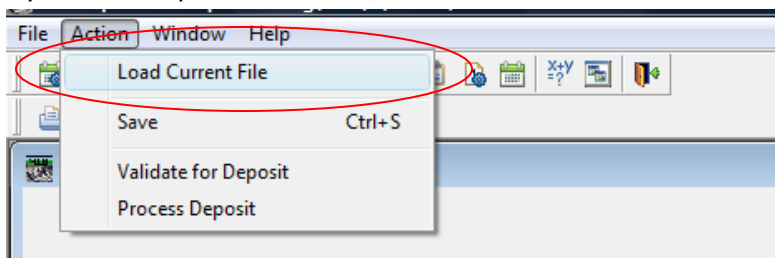 File Action Window Help
Load Current File
X+Y
=?
Save Ctrl+S
Validate for Deposit
Process Deposit